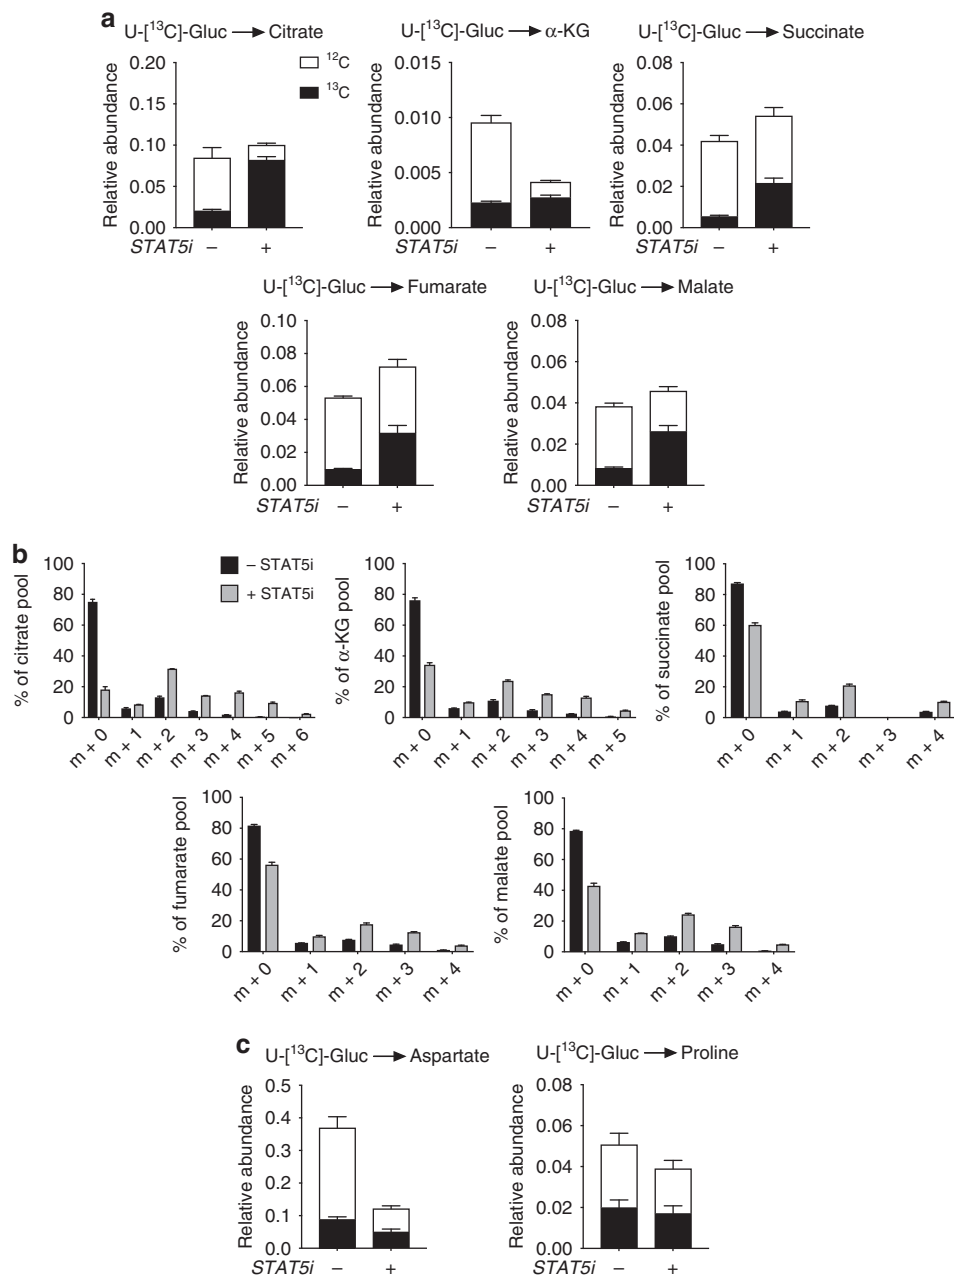 a
U-[¹³C]-Gluc → Citrate
U-[¹³C]-Gluc → α-KG
U-[¹³C]-Gluc → Succinate
Relative abundance
0.20
0.15
0.10
0.05
0.00
¹²C
¹³C
STAT5i – +
Relative abundance
0.015
0.010
0.005
0.000
STAT5i – +
Relative abundance
0.08
0.06
0.04
0.02
0.00
STAT5i – +
U-[¹³C]-Gluc → Fumarate
U-[¹³C]-Gluc → Malate
Relative abundance
0.10
0.08
0.06
0.04
0.02
0.00
STAT5i – +
Relative abundance
0.08
0.06
0.04
0.02
0.00
STAT5i – +
b
% of citrate pool
100
80
60
40
20
0
– STAT5i
+ STAT5i
m + 0 m + 1 m + 2 m + 3 m + 4 m + 5 m + 6
% of α-KG pool
100
80
60
40
20
0
m + 0 m + 1 m + 2 m + 3 m + 4 m + 5
% of succinate pool
100
80
60
40
20
0
m + 0 m + 1 m + 2 m + 3 m + 4
% of fumarate pool
100
80
60
40
20
0
m + 0 m + 1 m + 2 m + 3 m + 4
% of malate pool
100
80
60
40
20
0
m + 0 m + 1 m + 2 m + 3 m + 4
c
U-[¹³C]-Gluc → Aspartate
U-[¹³C]-Gluc → Proline
Relative abundance
0.5
0.4
0.3
0.2
0.1
0.0
STAT5i – +
Relative abundance
0.08
0.06
0.04
0.02
0.00
STAT5i – +